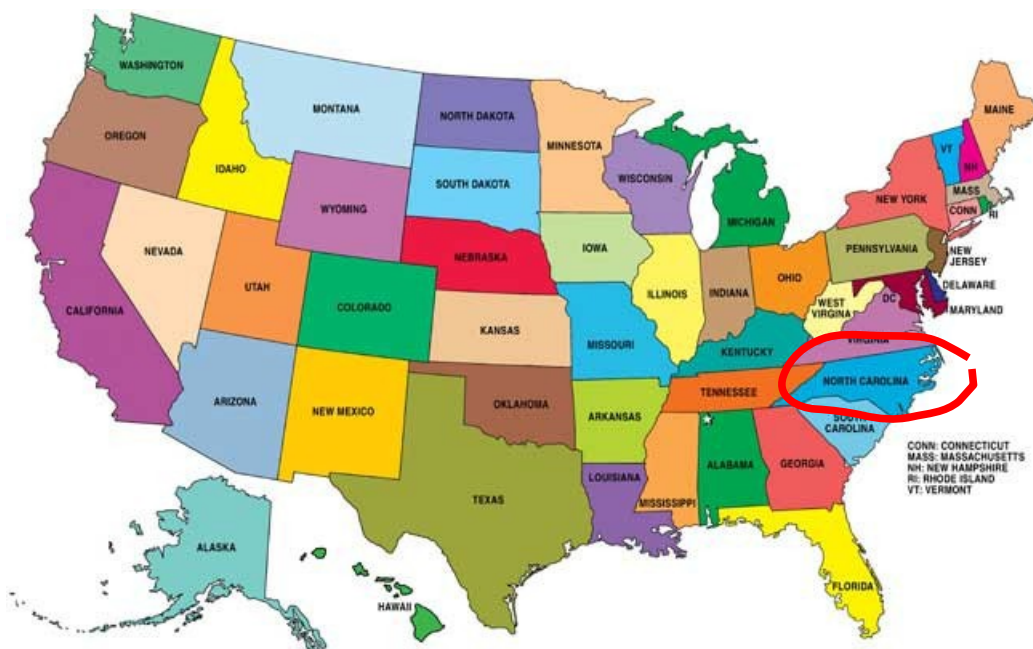 WASHINGTON
OREGON
IDAHO
MONTANA
NORTH DAKOTA
SOUTH DAKOTA
MINNESOTA
WISCONSIN
MICHIGAN
WYOMING
NEBRASKA
IOWA
NEVADA
UTAH
COLORADO
CALIFORNIA
KANSAS
MISSOURI
ILLINOIS
INDIANA
OHIO
KENTUCKY
WEST
VIRGINIA
VIRGINIA
PENNSYLVANIA
NEW YORK
VT
NH
MAINE
MASS
CONN
RI
NEW
JERSEY
DELAWARE
MARYLAND
DC
ARIZONA
NEW MEXICO
OKLAHOMA
ARKANSAS
TENNESSEE
NORTH CAROLINA
SOUTH
CAROLINA
TEXAS
LOUISIANA
MISSISSIPPI
ALABAMA
GEORGIA
FLORIDA
ALASKA
HAWAII
CONN: CONNECTICUT
MASS: MASSACHUSETTS
NH: NEW HAMPSHIRE
RI: RHODE ISLAND
VT: VERMONT